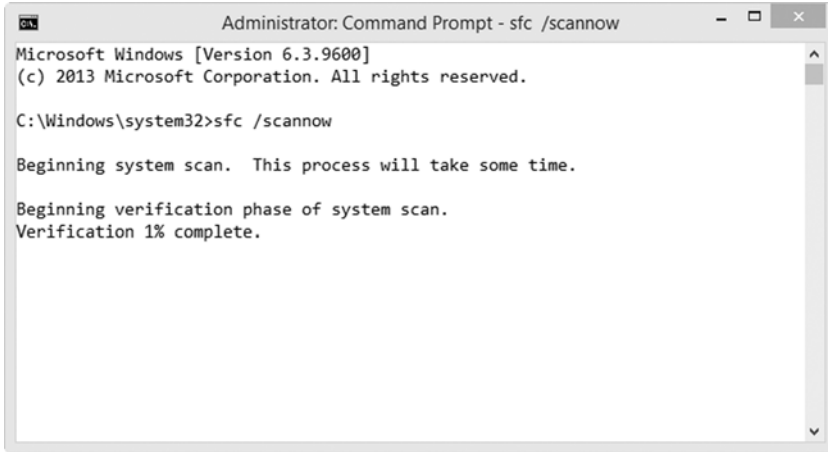 Administrator: Command Prompt - sfc /scannow
Microsoft Windows [Version 6.3.9600]
(c) 2013 Microsoft Corporation. All rights reserved.
C:\Windows\system32>sfc /scannow
Beginning system scan.  This process will take some time.
Beginning verification phase of system scan.
Verification 1% complete.